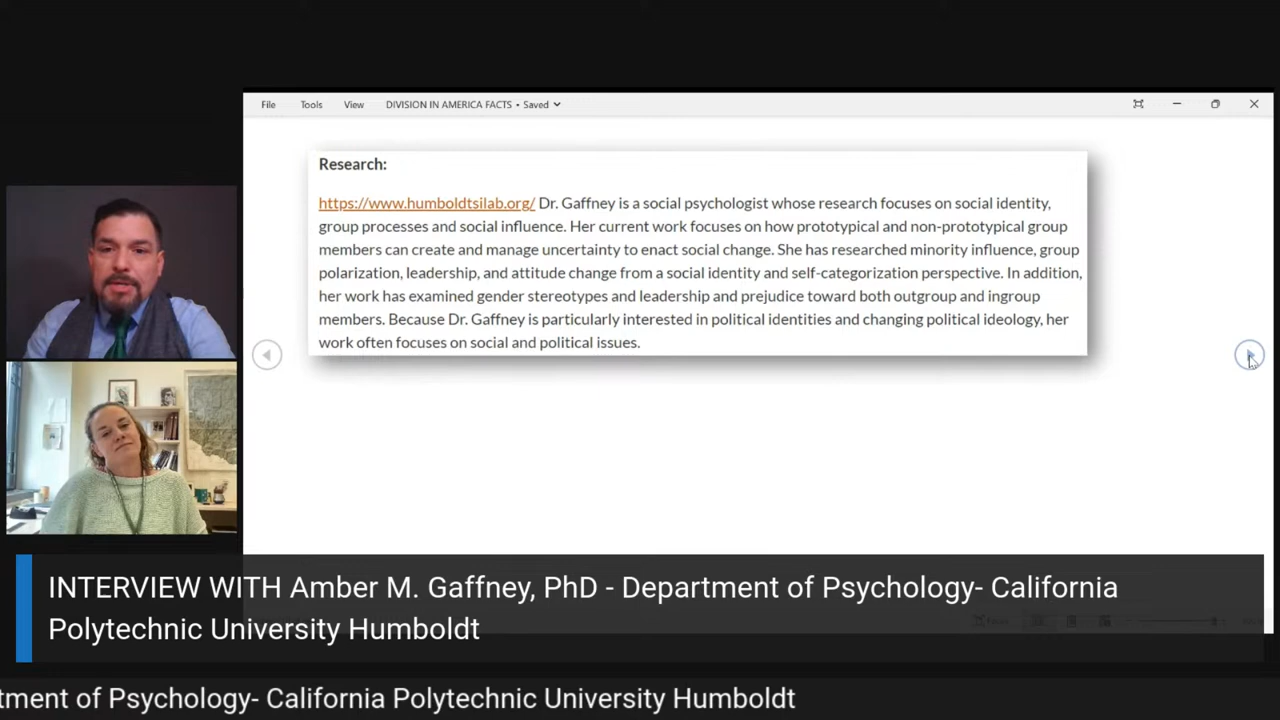 File Tools View DIVISION IN AMERICA FACTS • Saved
Research:
https://www.humboldtsilab.org/ Dr. Gaffney is a social psychologist whose research focuses on social identity,
group processes and social influence. Her current work focuses on how prototypical and non-prototypical group
members can create and manage uncertainty to enact social change. She has researched minority influence, group
polarization, leadership, and attitude change from a social identity and self-categorization perspective. In addition,
her work has examined gender stereotypes and leadership and prejudice toward both outgroup and ingroup
members. Because Dr. Gaffney is particularly interested in political identities and changing political ideology, her
work often focuses on social and political issues.
INTERVIEW WITH Amber M. Gaffney, PhD - Department of Psychology- California
Polytechnic University Humboldt
tment of Psychology- California Polytechnic University Humboldt